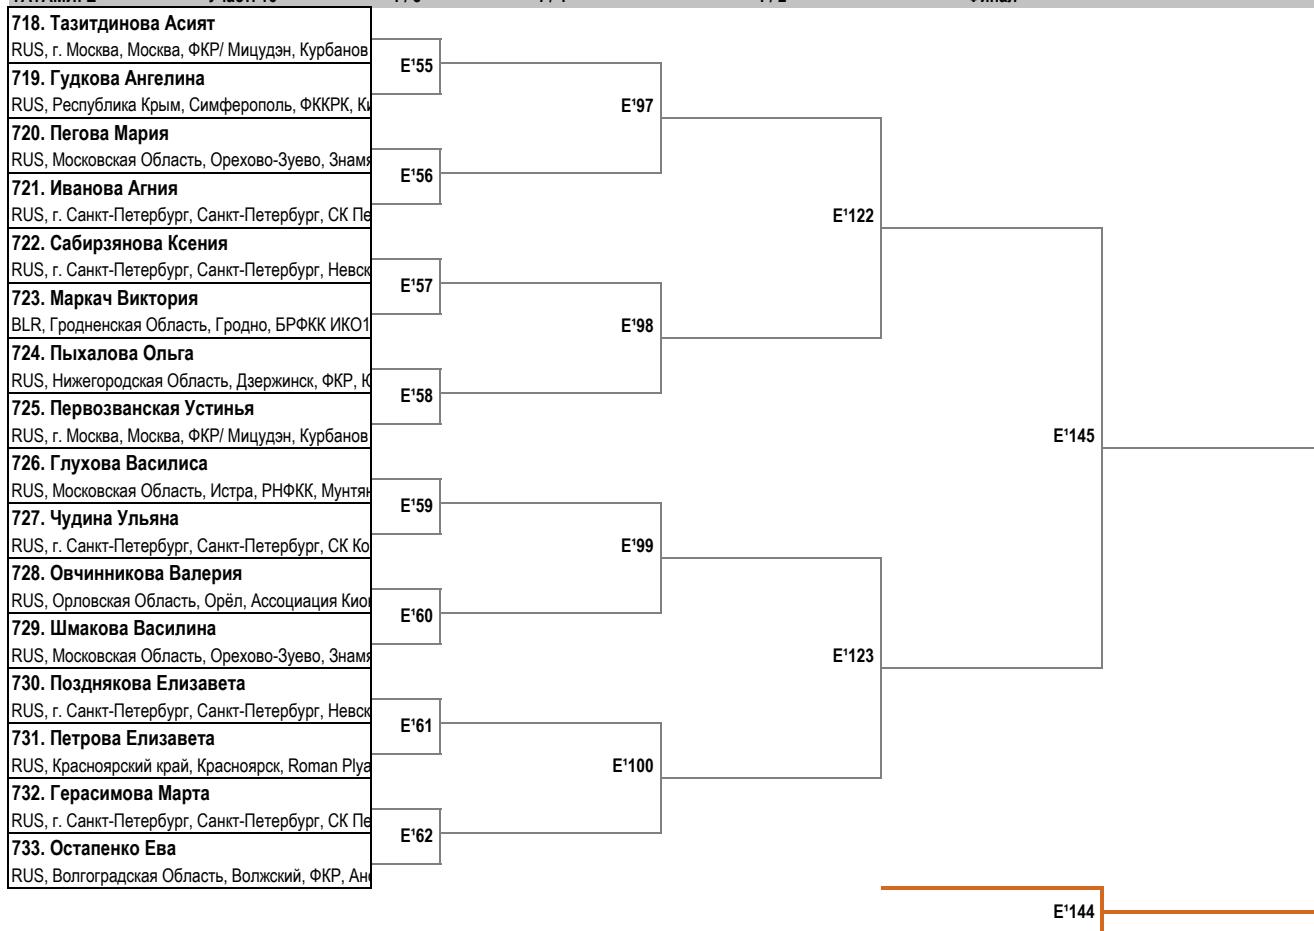 718. Тазитдинова Асият
RUS, г. Москва, Москва, ФКР/ Мицудэн, Курбанов
E¹55
719. Гудкова Ангелина
RUS, Республика Крым, Симферополь, ФККРК,
E¹97
720. Пегова Мария
RUS, Московская Область, Орехово-Зуево,
E¹56
721. Иванова Агния
RUS, г. Санкт-Петербург, Санкт-Петербург, СК
E¹122
722. Сабирзянова Ксения
RUS, г. Санкт-Петербург, Санкт-Петербург,
E¹57
723. Маркач Виктория
BLR, Гродненская Область, Гродно, БРФКК ИКО1
E¹98
724. Пыхалова Ольга
RUS, Нижегородская Область, Дзержинск, ФКР,
E¹58
725. Первозванская Устинья
RUS, г. Москва, Москва, ФКР/ Мицудэн, Курбанов
E¹145
726. Глухова Василиса
RUS, Московская Область, Истра, РНФКК,
E¹59
727. Чудина Ульяна
RUS, г. Санкт-Петербург, Санкт-Петербург, СК
E¹99
728. Овчинникова Валерия
RUS, Орловская Область, Орёл, Ассоциация
E¹60
729. Шмакова Василина
RUS, Московская Область, Орехово-Зуево,
E¹123
730. Позднякова Елизавета
RUS, г. Санкт-Петербург, Санкт-Петербург,
E¹61
731. Петрова Елизавета
RUS, Красноярский край, Красноярск, Roman
E¹100
732. Герасимова Марта
RUS, г. Санкт-Петербург, Санкт-Петербург, СК
E¹62
733. Остапенко Ева
RUS, Волгоградская Область, Волжский, ФКР,
E¹144